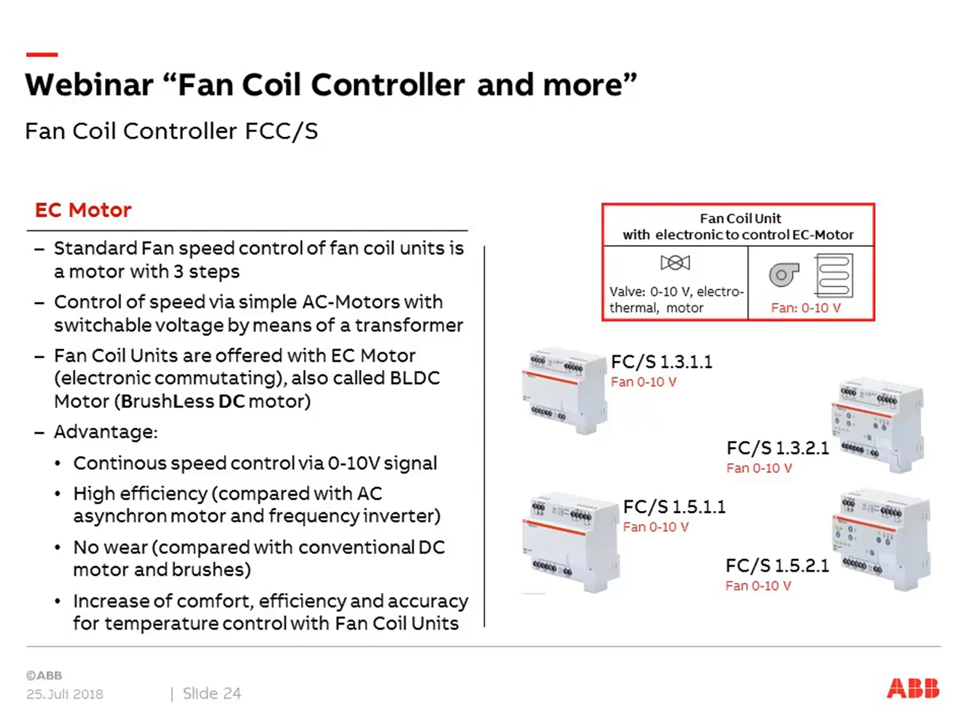 Webinar “Fan Coil Controller and more”
Fan Coil Controller FCC/S
EC Motor
– Standard Fan speed control of fan coil units is
a motor with 3 steps
– Control of speed via simple AC-Motors with
switchable voltage by means of a transformer
– Fan Coil Units are offered with EC Motor
(electronic commutating), also called BLDC
Motor (BrushLess DC motor)
– Advantage:
• Continous speed control via 0-10V signal
• High efficiency (compared with AC
asynchron motor and frequency inverter)
• No wear (compared with conventional DC
motor and brushes)
• Increase of comfort, efficiency and accuracy
for temperature control with Fan Coil Units
Fan Coil Unit
with electronic to control EC-Motor
Valve: 0-10 V, electro-
thermal, motor
Fan: 0-10 V
FC/S 1.3.1.1
Fan 0-10 V
FC/S 1.3.2.1
Fan 0-10 V
FC/S 1.5.1.1
Fan 0-10 V
FC/S 1.5.2.1
Fan 0-10 V
©ABB
25. Juli 2018 | Slide 24
ABB